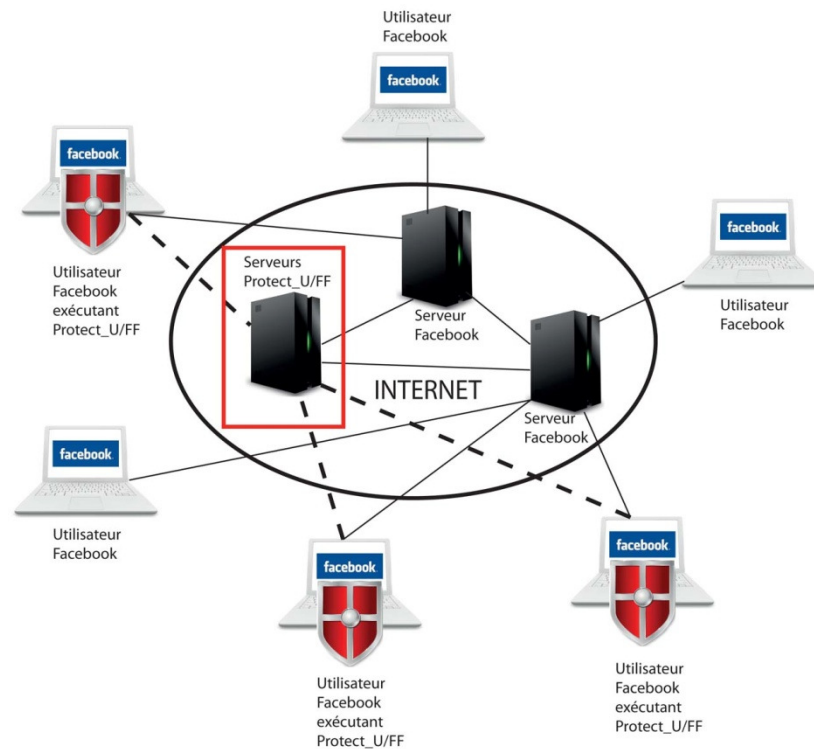 Utilisateur
Facebook
facebook
facebook
Utilisateur
Facebook
exécutant
Protect_U/FF
Serveurs
Protect_U/FF
Serveur
Facebook
facebook
Utilisateur
Facebook
INTERNET
Serveur
Facebook
facebook
Utilisateur
Facebook
facebook
Utilisateur
Facebook
exécutant
Protect_U/FF
facebook
Utilisateur
Facebook
exécutant
Protect_U/FF